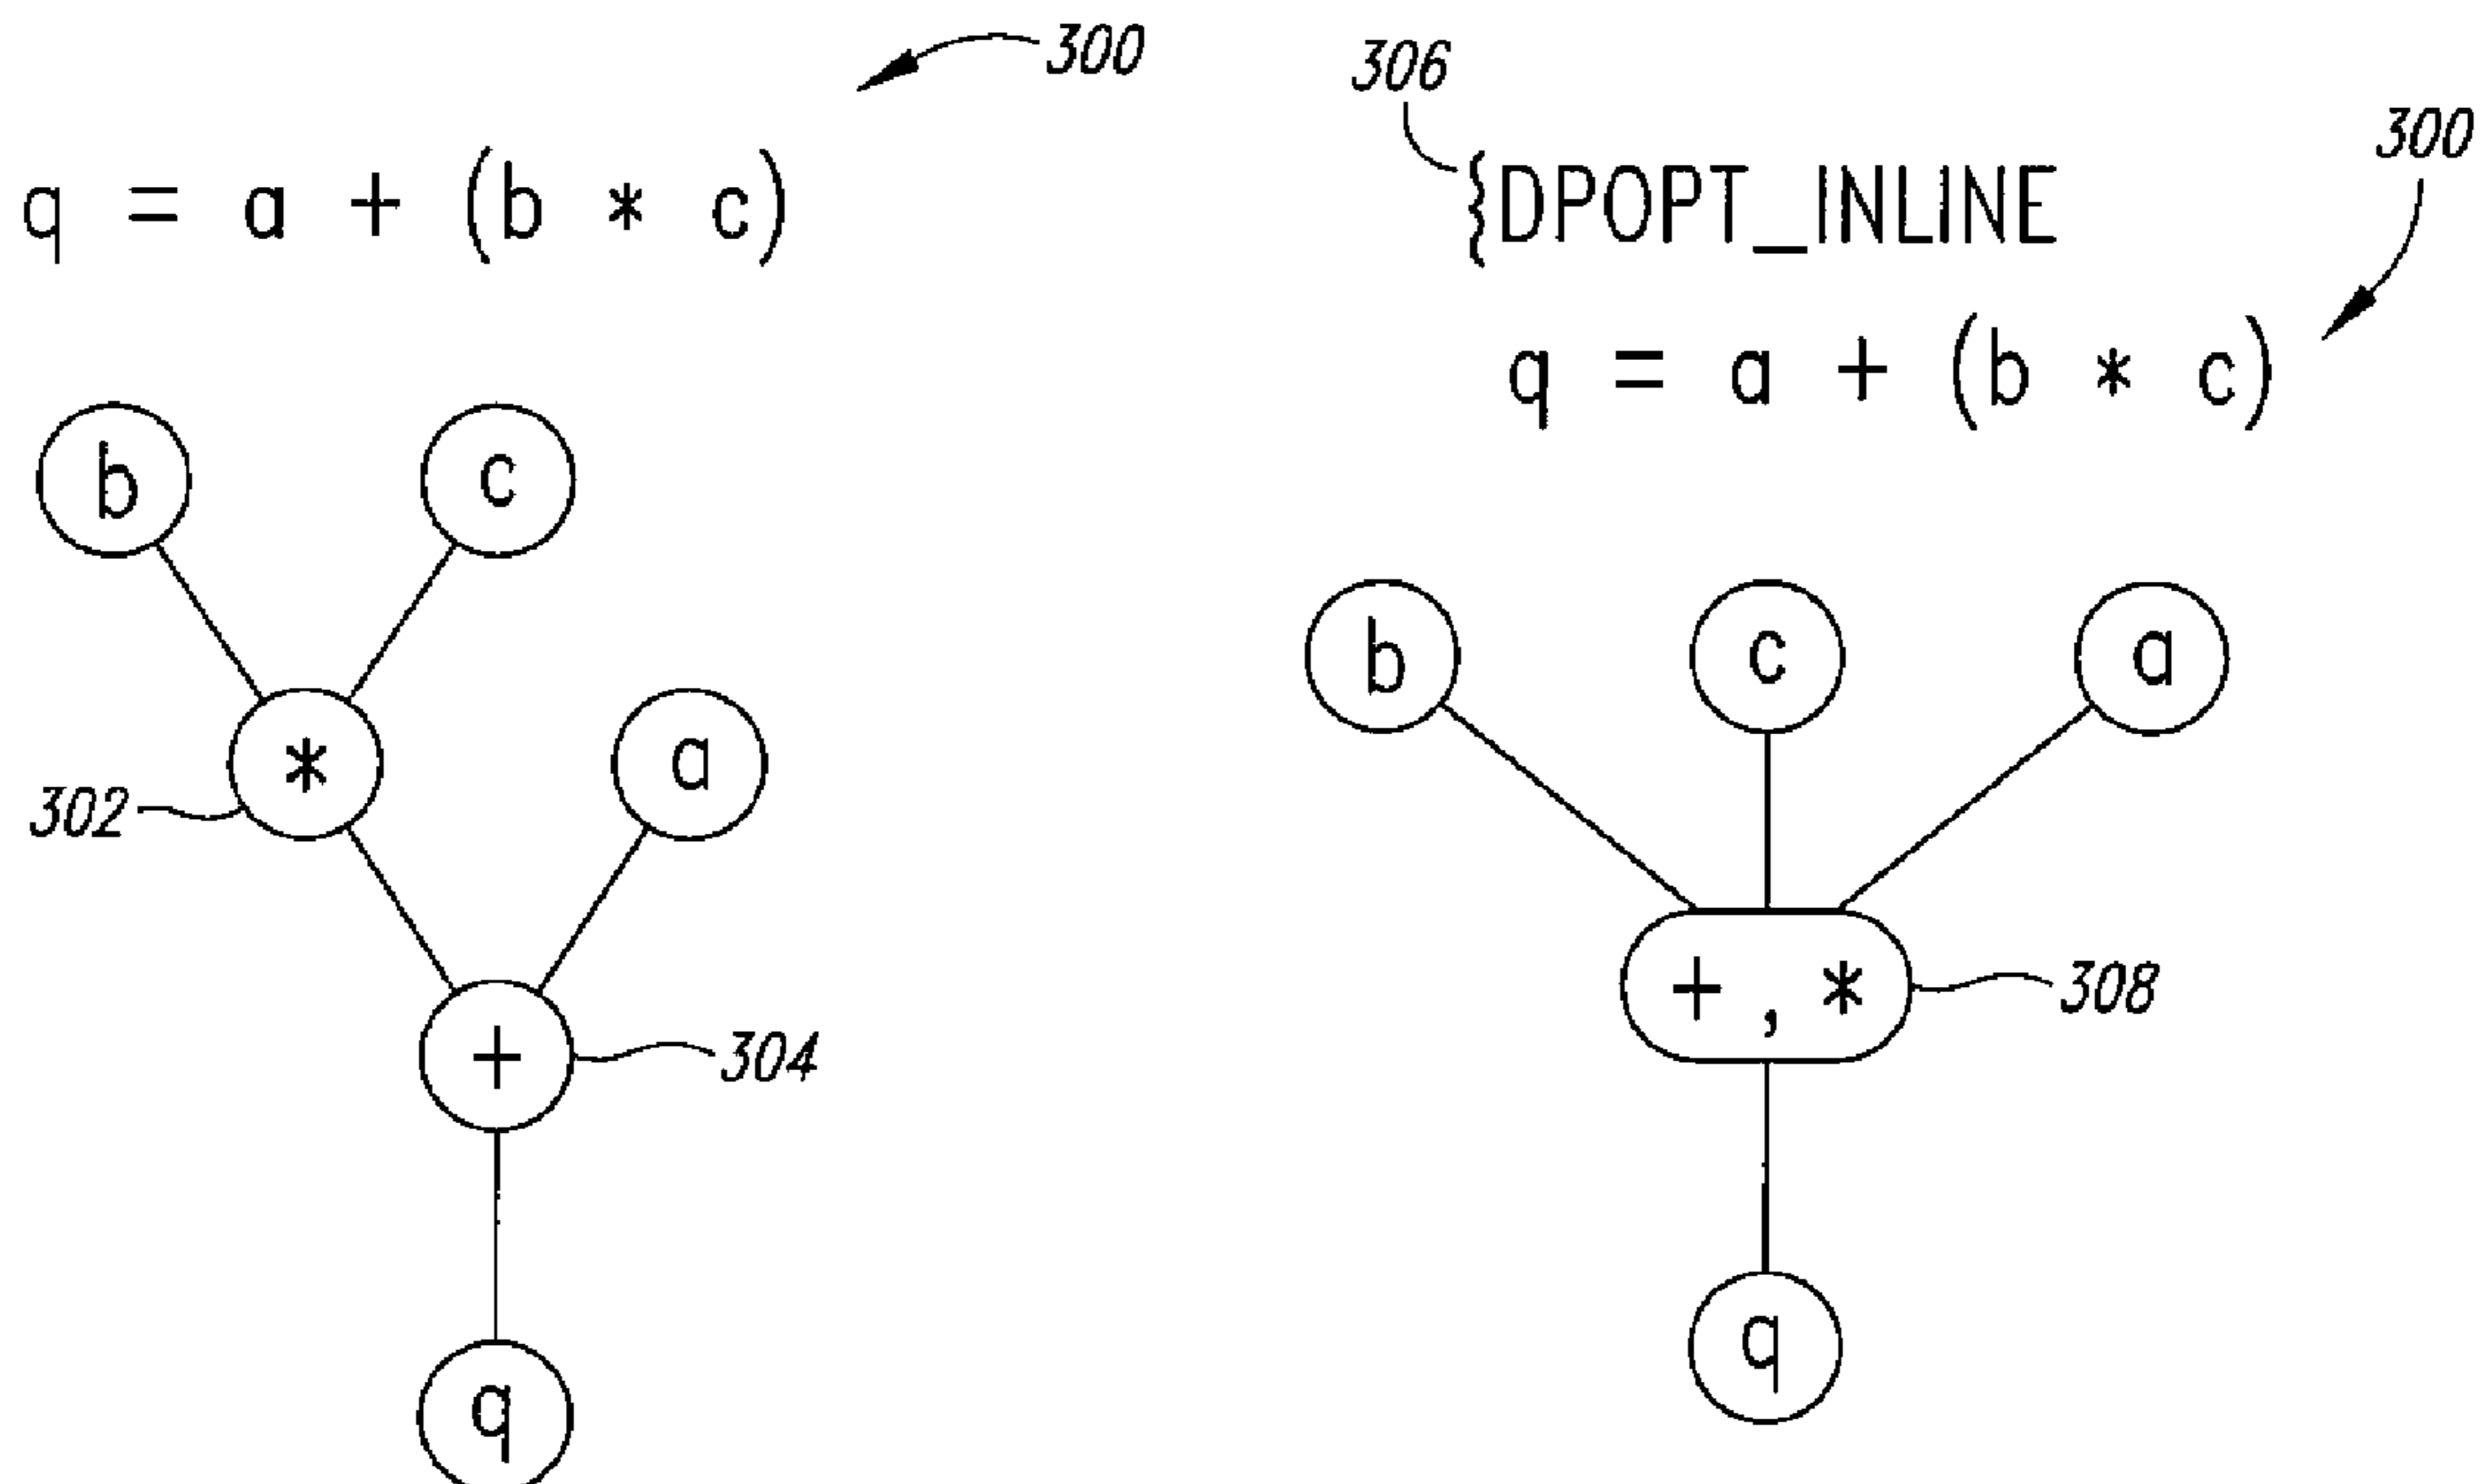 300
q = a + (b * c)
b
c
*
a
302
+
304
q
306
300
{DPOPT_INLINE
q = a + (b * c)
b
c
a
+ , *
308
q